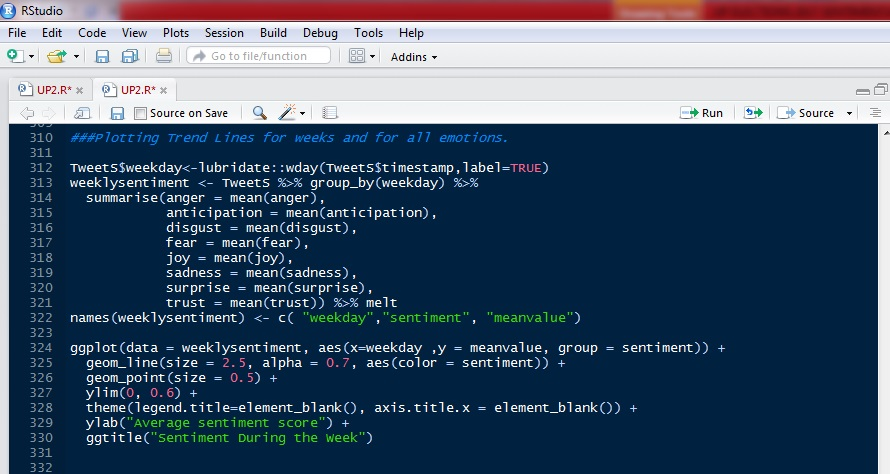 RStudio
File Edit Code View Plots Session Build Debug Tools Help
Go to file/function Addins
UP2.R* UP2.R*
Source on Save Run Source
310 ###Plotting Trend Lines for weeks and for all emotions.
311
312 TweetS$weekday<-lubridate::wday(TweetS$timestamp,label=TRUE)
313 weeklysentiment <- TweetS %>% group_by(weekday) %>%
314   summarise(anger = mean(anger),
315             anticipation = mean(anticipation),
316             disgust = mean(disgust),
317             fear = mean(fear),
318             joy = mean(joy),
319             sadness = mean(sadness),
320             surprise = mean(surprise),
321             trust = mean(trust)) %>% melt
322 names(weeklysentiment) <- c( "weekday","sentiment", "meanvalue")
323
324 ggplot(data = weeklysentiment, aes(x=weekday ,y = meanvalue, group = sentiment)) +
325   geom_line(size = 2.5, alpha = 0.7, aes(color = sentiment)) +
326   geom_point(size = 0.5) +
327   ylim(0, 0.6) +
328   theme(legend.title=element_blank(), axis.title.x = element_blank()) +
329   ylab("Average sentiment score") +
330   ggtitle("Sentiment During the Week")
331
332